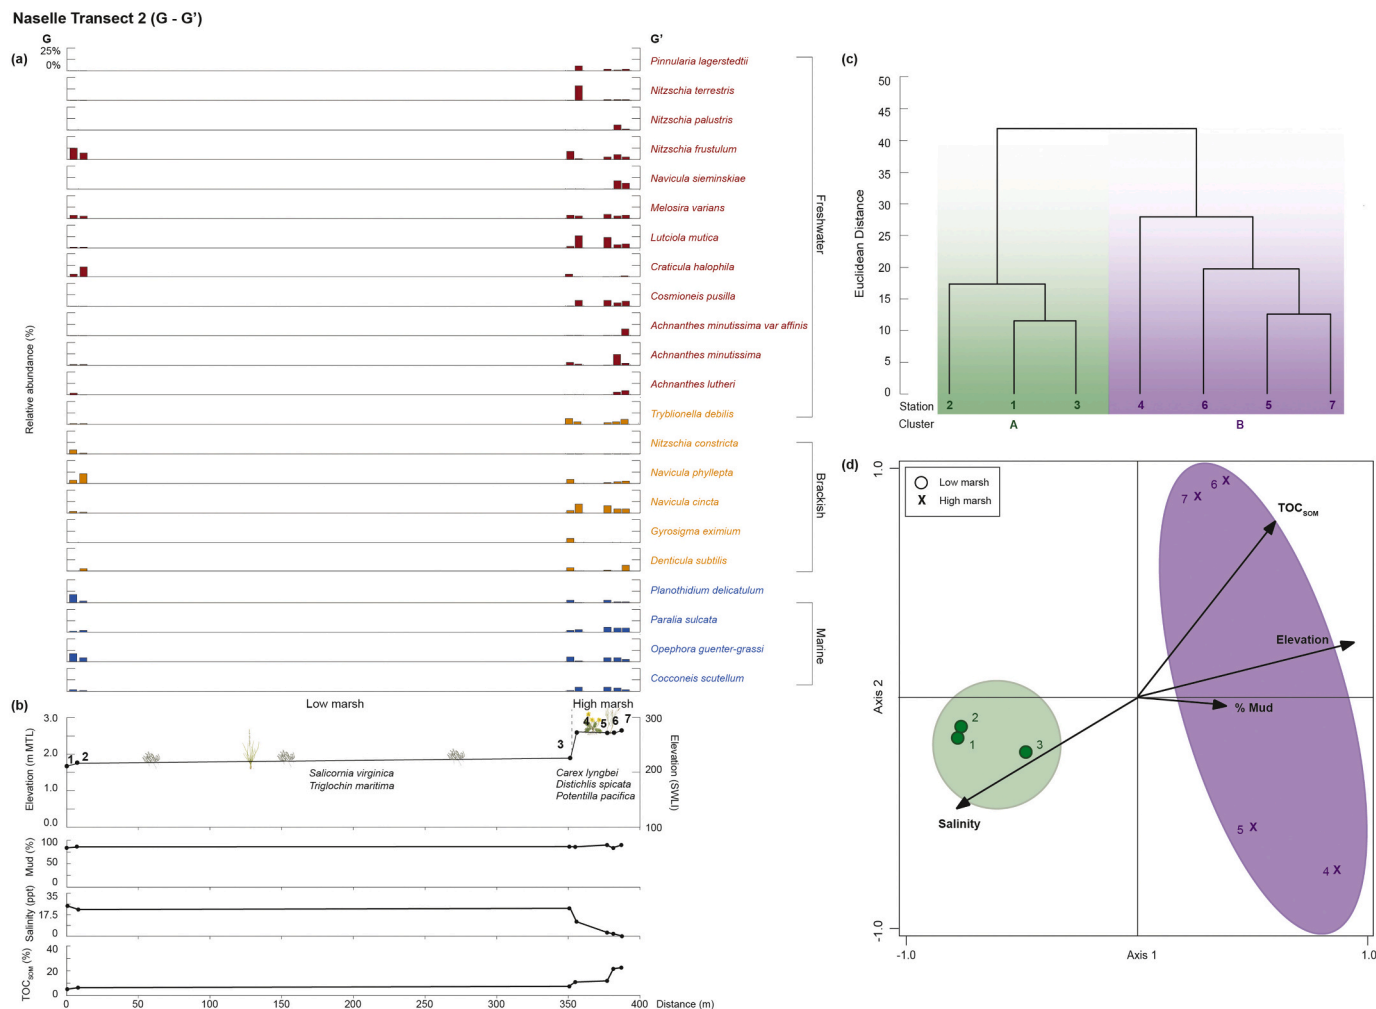 Naselle Transect 2 (G - G’)
(a)
G
G’
25%
0%
Relative abundance (%)
Pinnularia lagerstedtii
Nitzschia terrestris
Nitzschia palustris
Nitzschia frustulum
Navicula sieminskiae
Melosira varians
Luticola mutica
Craticula halophila
Cosmioneis pusilla
Achnanthes minutissima var affinis
Achnanthes minutissima
Achnanthes lutheri
Tryblionella debilis
Nitzschia constricta
Navicula phyllepta
Navicula cincta
Gyrosigma eximium
Denticula subtilis
Planothidium delicatulum
Paralia sulcata
Opephora guenter-grassi
Cocconeis scutellum
Freshwater
Brackish
Marine
(b)
Low marsh
High marsh
Elevation (m MTL)
3.0
2.0
1.0
0.0
1 2
3
4 5 6 7
Salicornia virginica
Triglochin maritima
Carex lyngbei
Distichlis spicata
Potentilla pacifica
300
200
100
Elevation (SWLI)
Mud (%)
100
50
0
Salinity (ppt)
35
17.5
0
TOCSOM (%)
40
20
0
0 50 100 150 200 250 300 350 400
Distance (m)
(c)
Euclidean Distance
50
45
40
35
30
25
20
15
10
5
0
Station 2 1 3 4 6 5 7
Cluster A B
(d)
Low marsh
X High marsh
1.0
-1.0
Axis 2
7 X 6 X
TOCSOM
Elevation
% Mud
2
1
3
Salinity
5 X
4 X
-1.0 1.0
Axis 1